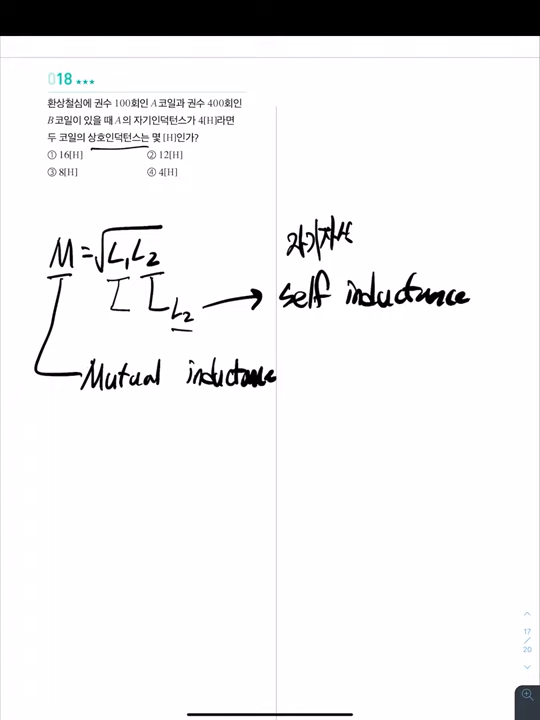 018 ★★★
환상철심에 권수 100회인 A코일과 권수 400회인
B코일이 있을 때 A의 자기인덕턴스가 4[H]라면
두 코일의 상호인덕턴스는 몇 [H]인가?
① 16[H] ② 12[H]
③ 8[H] ④ 4[H]
M = √L₁L₂
L₂
self inductance
Mutual inductance
17
/
20